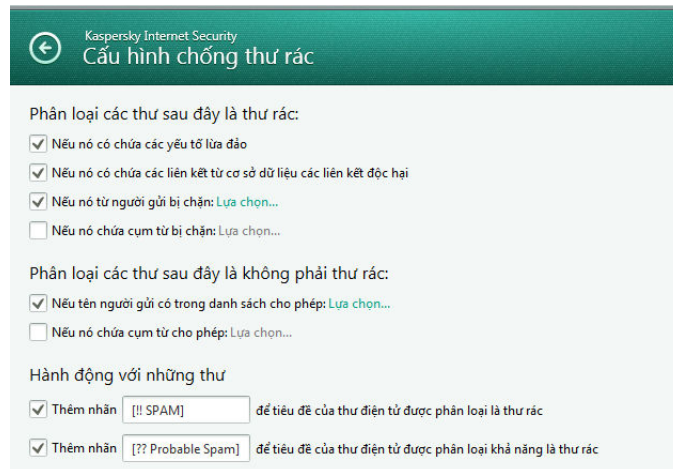 Kaspersky Internet Security
Cấu hình chống thư rác
Phân loại các thư sau đây là thư rác:
Nếu nó có chứa các yếu tố lừa đảo
Nếu nó có chứa các liên kết từ cơ sở dữ liệu các liên kết độc hại
Nếu nó từ người gửi bị chặn: Lựa chọn...
Nếu nó chứa cụm từ bị chặn: Lựa chọn...
Phân loại các thư sau đây là không phải thư rác:
Nếu tên người gửi có trong danh sách cho phép: Lựa chọn...
Nếu nó chứa cụm từ cho phép: Lựa chọn...
Hành động với những thư
Thêm nhãn [!! SPAM] để tiêu đề của thư điện tử được phân loại là thư rác
Thêm nhãn [?? Probable Spam] để tiêu đề của thư điện tử được phân loại khả năng là thư rác